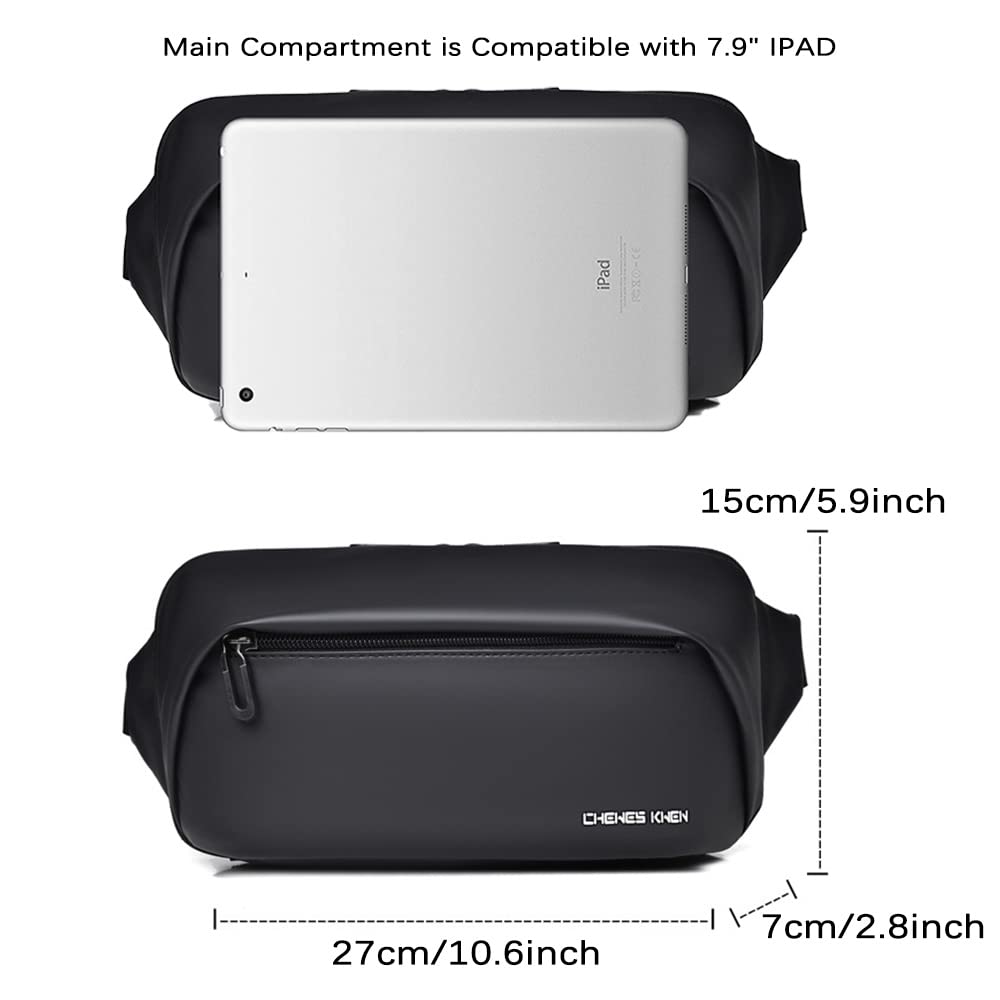 Main Compartment is Compatible with 7.9" IPAD
iPad
15cm/5.9inch
CHEWES KWEN
27cm/10.6inch
7cm/2.8inch